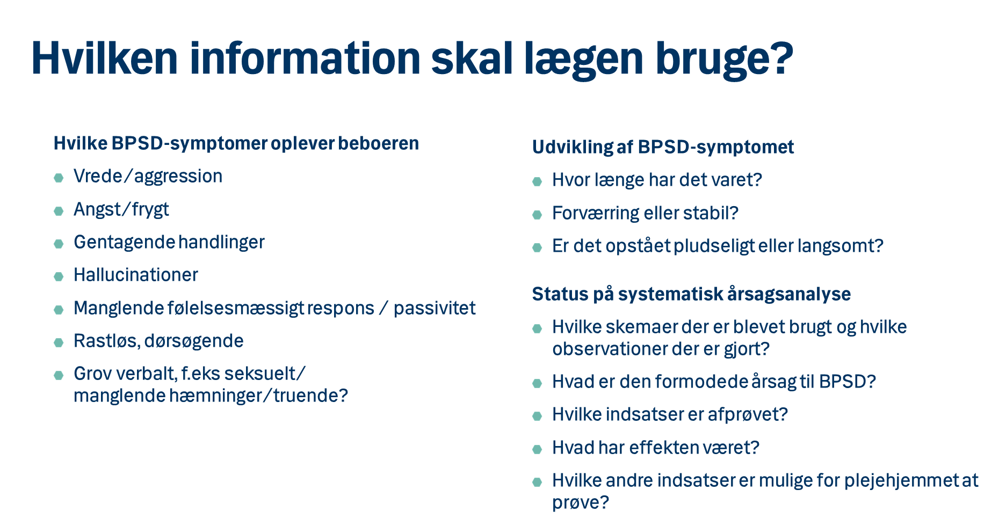 Hvilken information skal lægen bruge?
Hvilke BPSD-symptomer oplever beboeren
Vrede/aggression
Angst/frygt
Gentagende handlinger
Hallucinationer
Manglende følelsesmæssigt respons / passivitet
Rastløs, dørsøgende
Grov verbalt, f.eks seksuelt/
manglende hæmninger/truende?
Udvikling af BPSD-symptomet
Hvor længe har det varet?
Forværring eller stabil?
Er det opstået pludseligt eller langsomt?
Status på systematisk årsagsanalyse
Hvilke skemaer der er blevet brugt og hvilke
observationer der er gjort?
Hvad er den formodede årsag til BPSD?
Hvilke indsatser er afprøvet?
Hvad har effekten været?
Hvilke andre indsatser er mulige for plejehjemmet at
prøve?